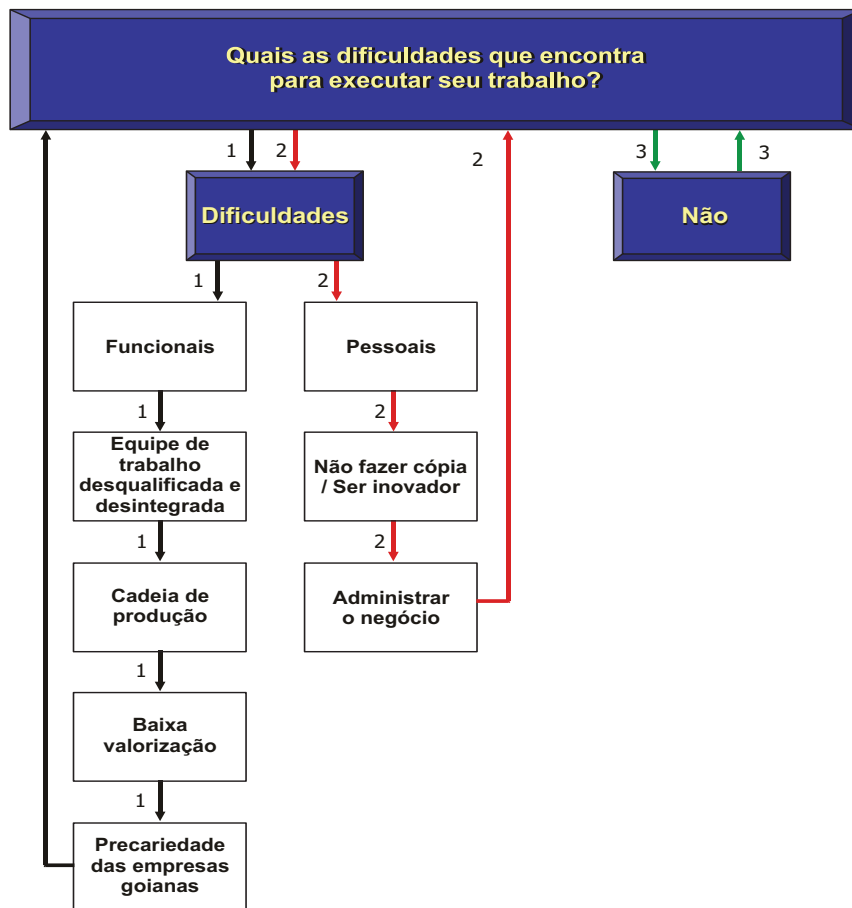 Quais as dificuldades que encontra
para executar seu trabalho?
1
2
2
3
3
Dificuldades
Não
1
2
Funcionais
Pessoais
1
2
Equipe de
trabalho
desqualificada e
desintegrada
Não fazer cópia
/ Ser inovador
1
2
Cadeia de
produção
Administrar
o negócio
1
Baixa
valorização
1
Precariedade
das empresas
goianas